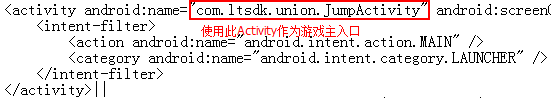 <activity android:name="com.ltsdk.union.JumpActivity" android:screenO
使用此Activity作为游戏主入口
<intent-filter>
<action android:name="android.intent.action.MAIN" />
<category android:name="android.intent.category.LAUNCHER" />
</intent-filter>
</activity>